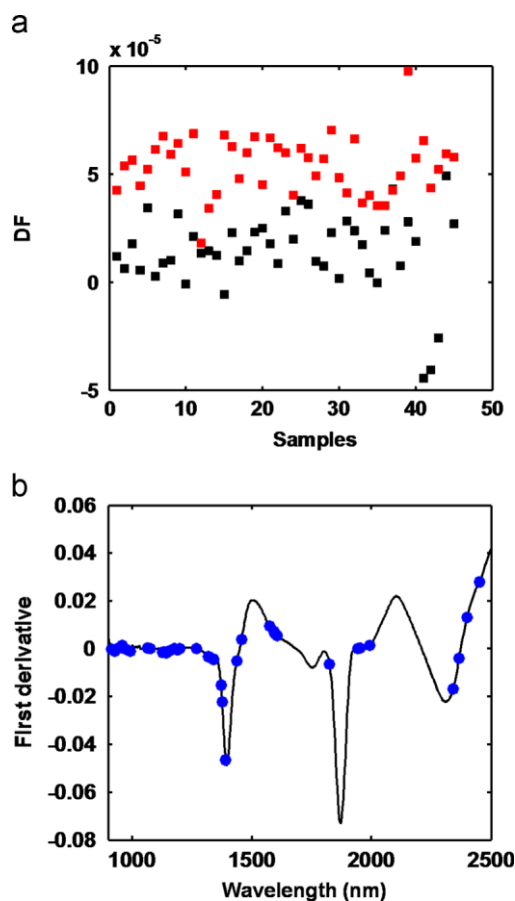 a
x 10⁻⁵
10
5
0
-5
DF
0 10 20 30 40 50
Samples
b
0.06
0.04
0.02
0
-0.02
-0.04
-0.06
-0.08
FIrst derivative
1000 1500 2000 2500
Wavelength (nm)